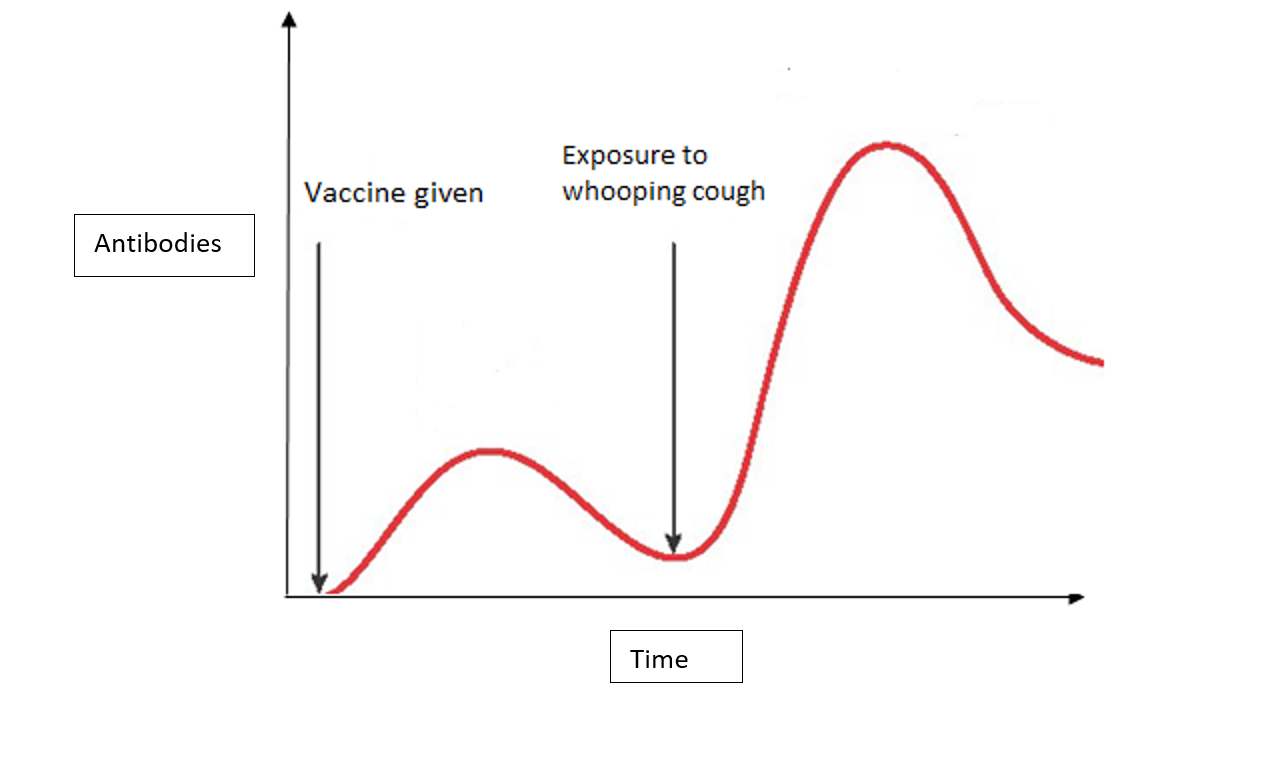 Exposure to
whooping cough
Vaccine given
Antibodies
Time